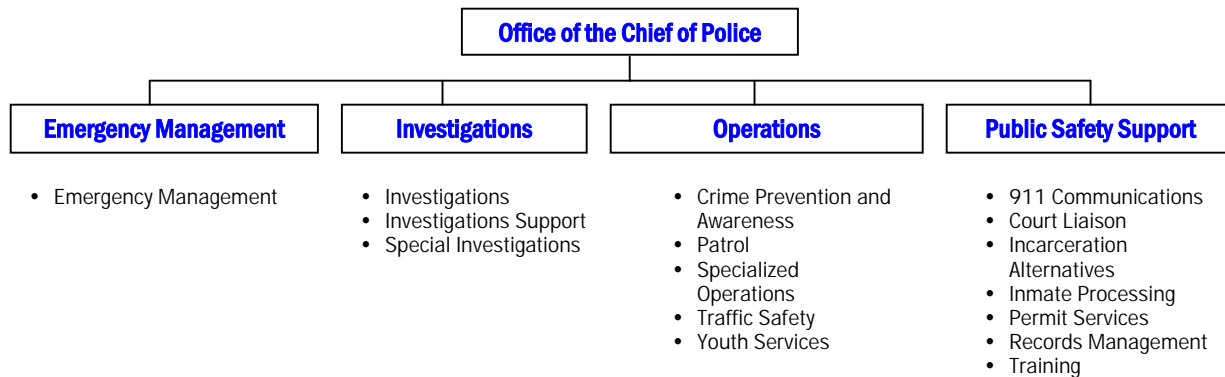 Office of the Chief of Police
Emergency Management
Investigations
Operations
Public Safety Support
• Emergency Management
• Investigations
• Investigations Support
• Special Investigations
• Crime Prevention and
Awareness
• Patrol
• Specialized
Operations
• Traffic Safety
• Youth Services
• 911 Communications
• Court Liaison
• Incarceration
Alternatives
• Inmate Processing
• Permit Services
• Records Management
• Training